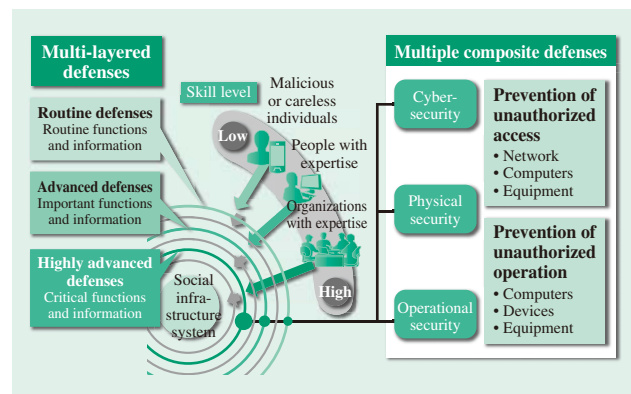 Multi-layered
defenses
Routine defenses
Routine functions
and information
Advanced defenses
Important functions
and information
Highly advanced
defenses
Critical functions
and information
Social
infra-
structure
system
Skill level
Malicious
or careless
individuals
Low
People with
expertise
Organizations
with expertise
High
Multiple composite defenses
Cyber-
security
Physical
security
Operational
security
Prevention of
unauthorized
access
• Network
• Computers
• Equipment
Prevention of
unauthorized
operation
• Computers
• Devices
• Equipment